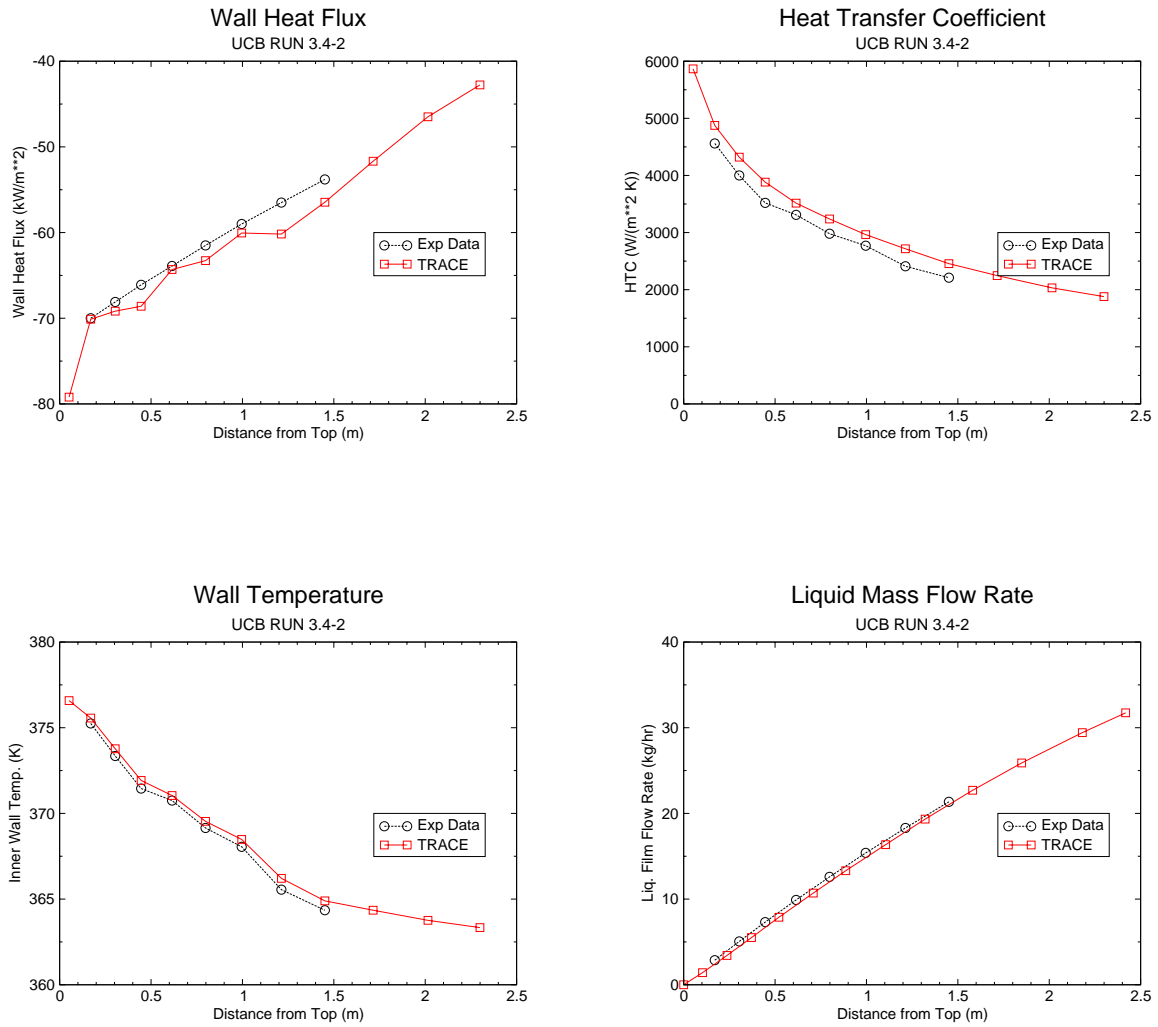 Wall Heat Flux
UCB RUN 3.4-2
-40
-50
-60
-70
-80
Wall Heat Flux (kW/m**2)
Exp Data
TRACE
0
0.5
1
1.5
2
2.5
Distance from Top (m)
Heat Transfer Coefficient
UCB RUN 3.4-2
6000
5000
4000
3000
2000
1000
0
HTC (W/(m**2 K))
Exp Data
TRACE
0
0.5
1
1.5
2
2.5
Distance from Top (m)
Wall Temperature
UCB RUN 3.4-2
380
375
370
365
360
Inner Wall Temp. (K)
Exp Data
TRACE
0
0.5
1
1.5
2
2.5
Distance from Top (m)
Liquid Mass Flow Rate
UCB RUN 3.4-2
40
30
20
10
0
Liq. Film Flow Rate (kg/hr)
Exp Data
TRACE
0
0.5
1
1.5
2
2.5
Distance from Top (m)